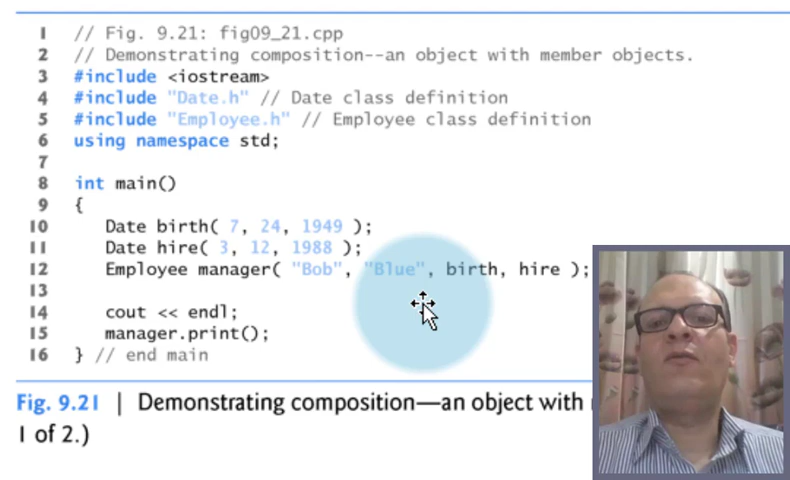 1 // Fig. 9.21: fig09_21.cpp
2 // Demonstrating composition--an object with member objects.
3 #include <iostream>
4 #include "Date.h" // Date class definition
5 #include "Employee.h" // Employee class definition
6 using namespace std;
7
8 int main()
9 {
10 Date birth( 7, 24, 1949 );
11 Date hire( 3, 12, 1988 );
12 Employee manager( "Bob", "Blue", birth, hire );
13
14 cout << endl;
15 manager.print();
16 } // end main
Fig. 9.21 | Demonstrating composition—an object with
1 of 2.)